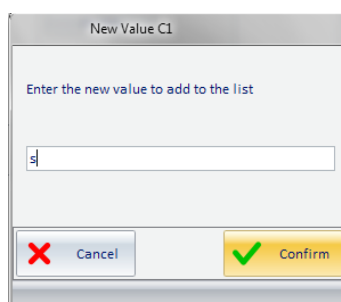 New Value C1
Enter the new value to add to the list
s
Cancel
Confirm